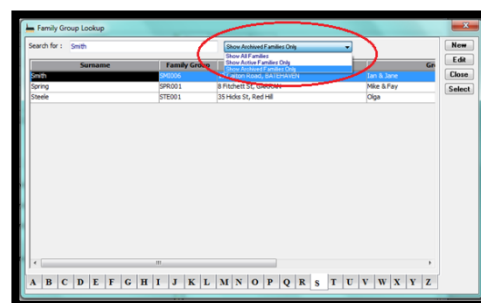 Family Group Lookup
Search for : Smith Show Archived Families Only New
Show All Families
Show Active Families Only
Show Archived Families Only
Edit
Close
Select
Surname Family Group Gr
Smith SMI006 Road, BATEHAVEN Ian & Jane
Spring SPR001 8 Fitchett St, GARRAN Mike & Fay
Steele STE001 35 Hicks St, Red Hill Olga
A B C D E F G H I J K L M N O P Q R S T U V W X Y Z